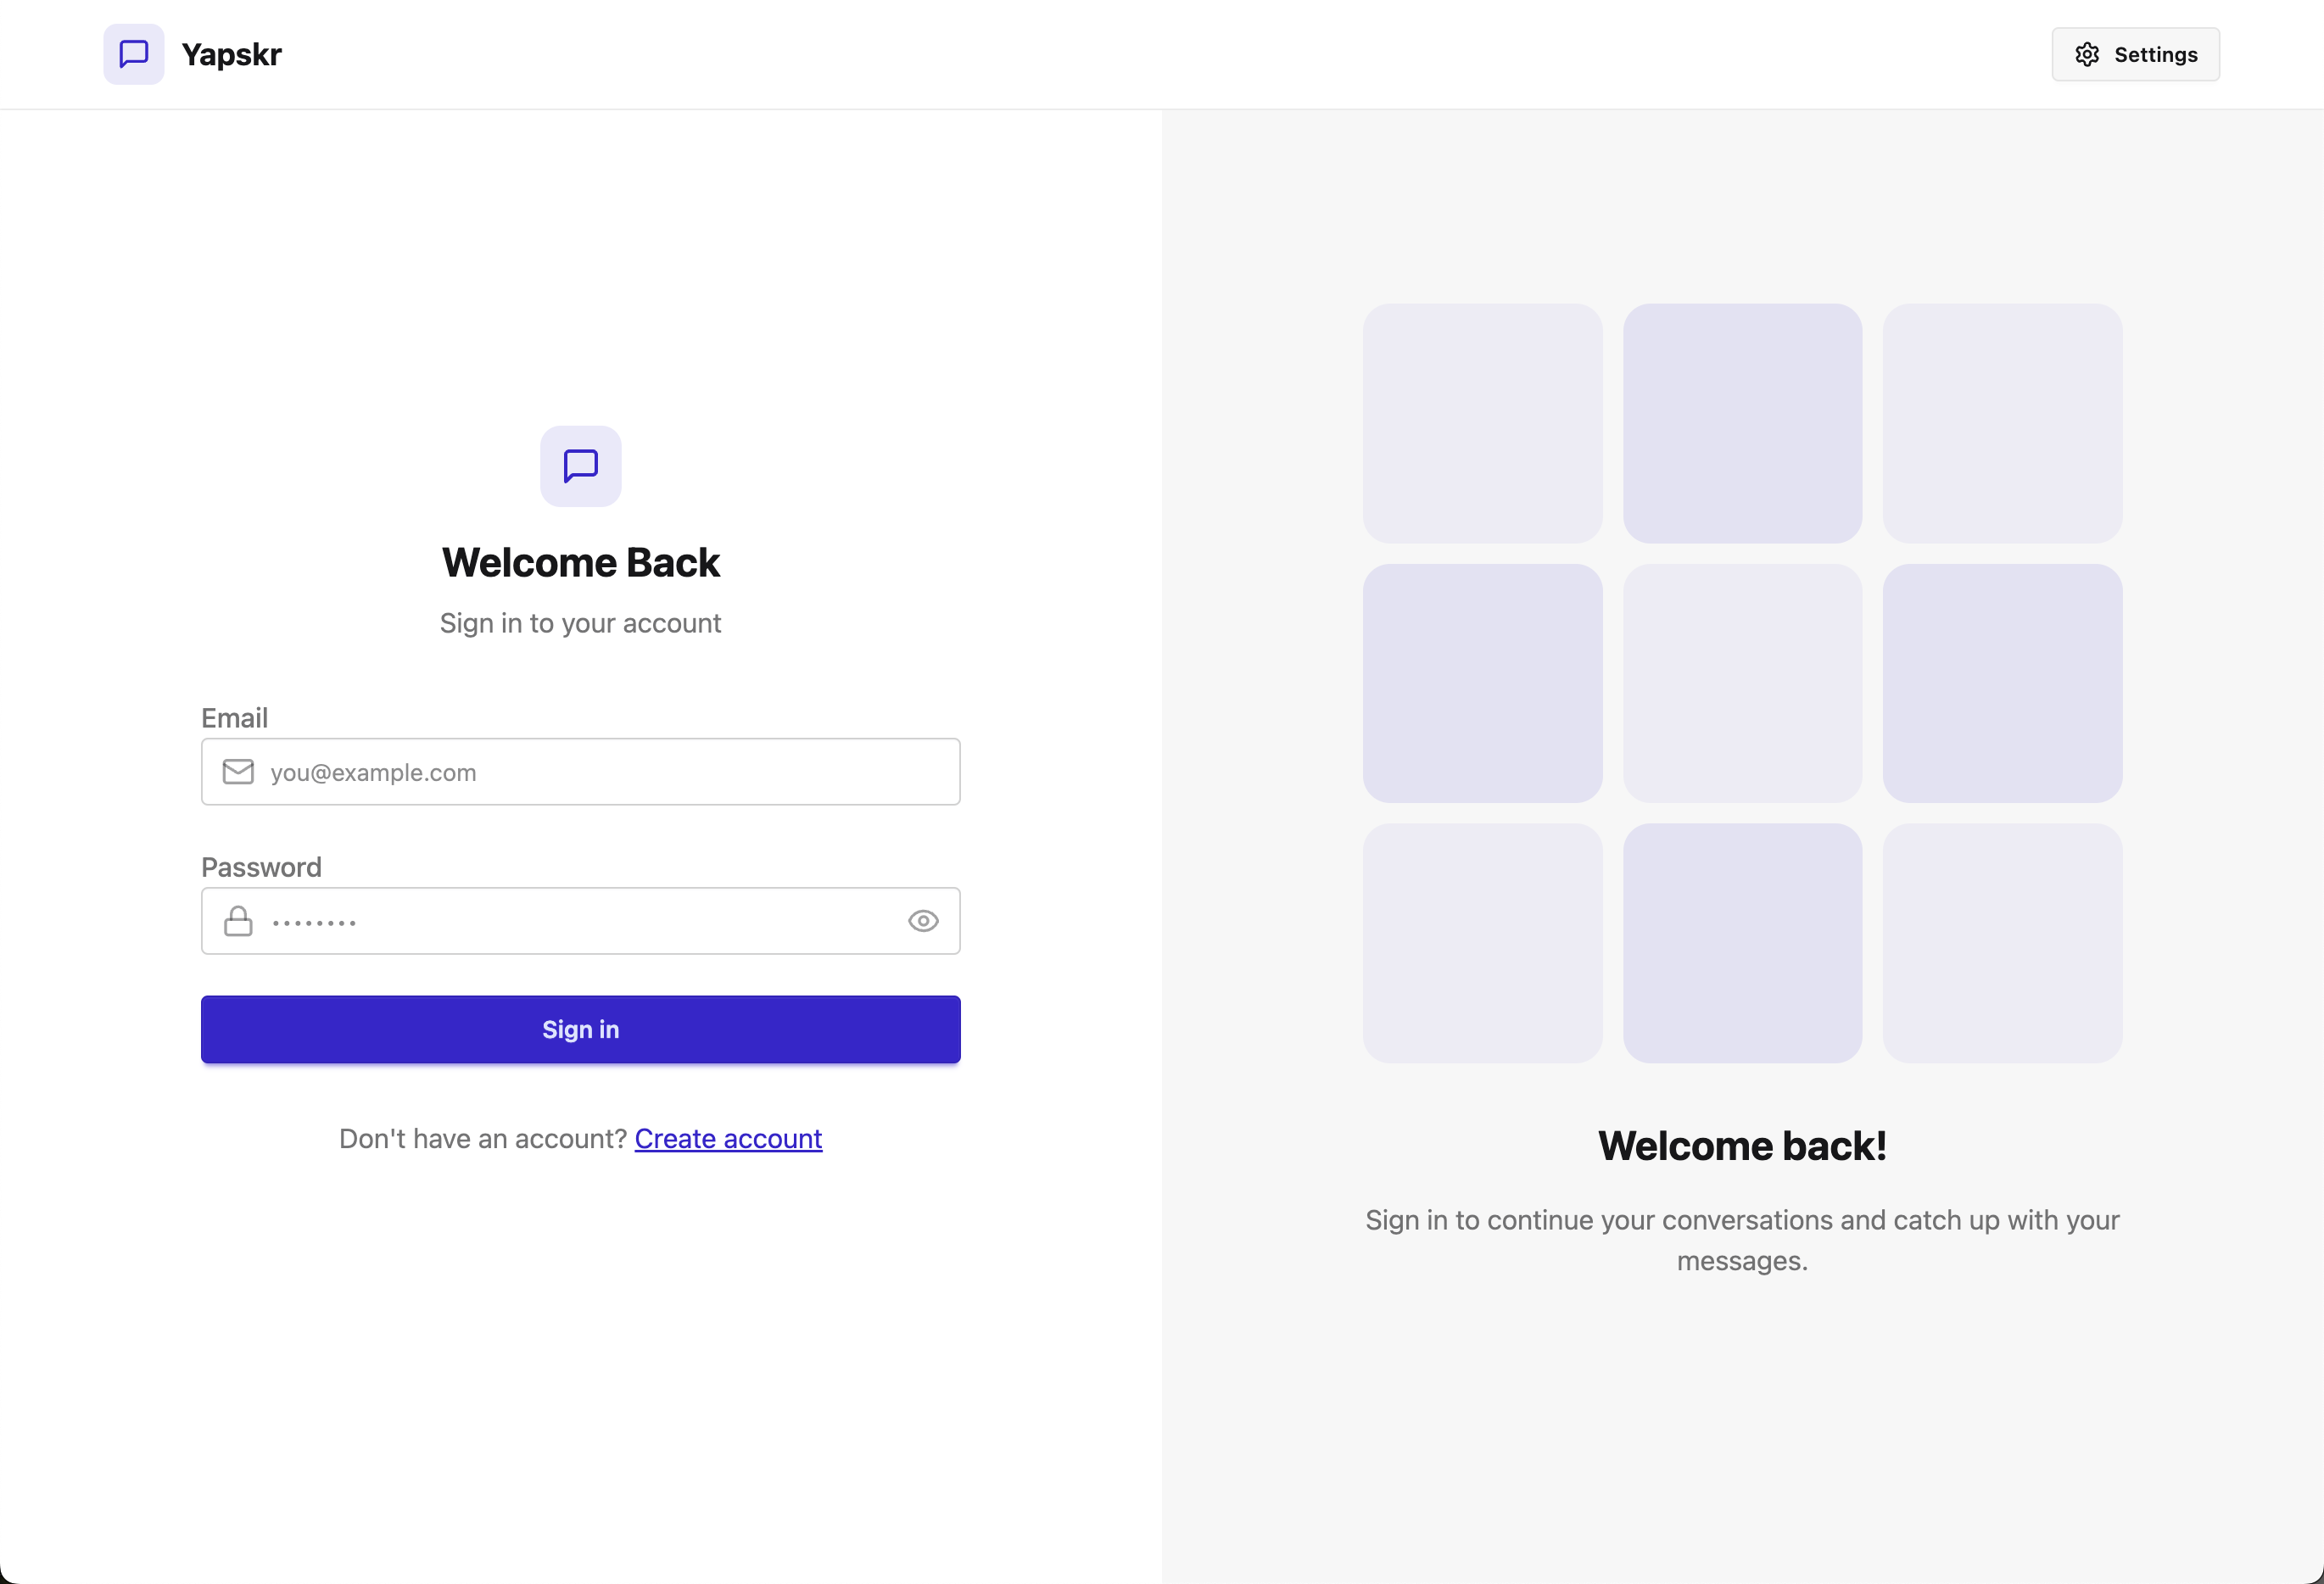 Yapskr
Settings
Welcome Back
Sign in to your account
Email
you@example.com
Password
••••••••
Sign in
Don't have an account? Create account
Welcome back!
Sign in to continue your conversations and catch up with your
messages.